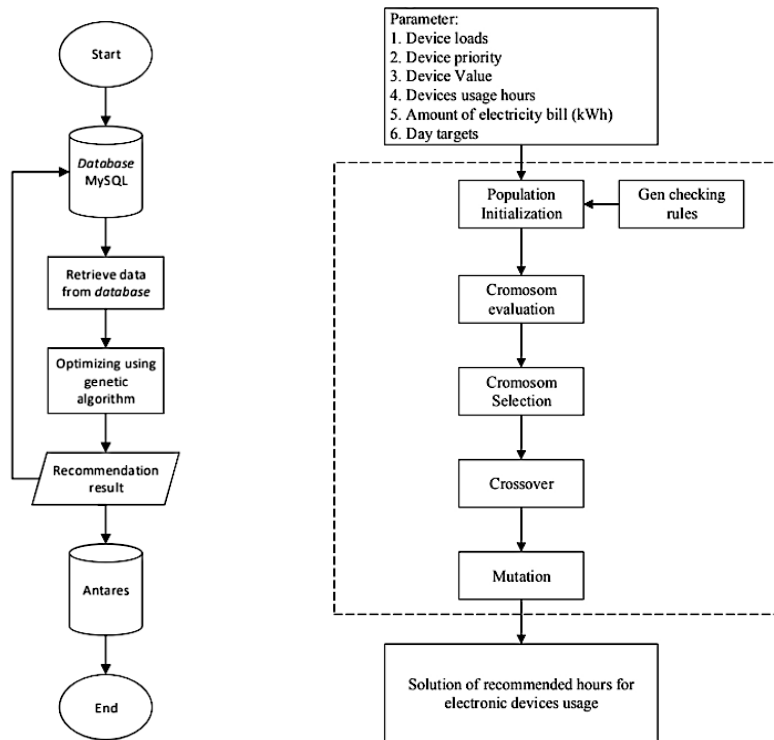 Start
Database
MySQL
Retrieve data
from database
Optimizing using
genetic
algorithm
Recommendation
result
Antares
End
Parameter:
1. Device loads
2. Device priority
3. Device Value
4. Devices usage hours
5. Amount of electricity bill (kWh)
6. Day targets
Population
Initialization
Gen checking
rules
Cromosom
evaluation
Cromosom
Selection
Crossover
Mutation
Solution of recommended hours for
electronic devices usage